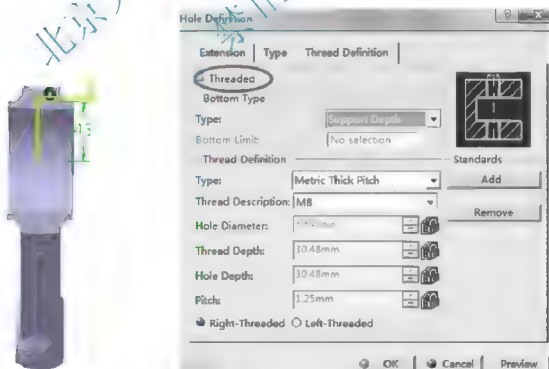 北京
Hole Definition
Extension Type Thread Definition
Threaded
Bottom Type
Type: Support Depth
Bottom Limit: No selection
Thread Definition
Standards
Type: Metric Thick Pitch
Add
Thread Description: M8
Remove
Hole Diameter:
Thread Depth: 30.48mm
Hole Depth: 30.48mm
Pitch: 1.25mm
Right-Threaded Left-Threaded
OK Cancel Preview